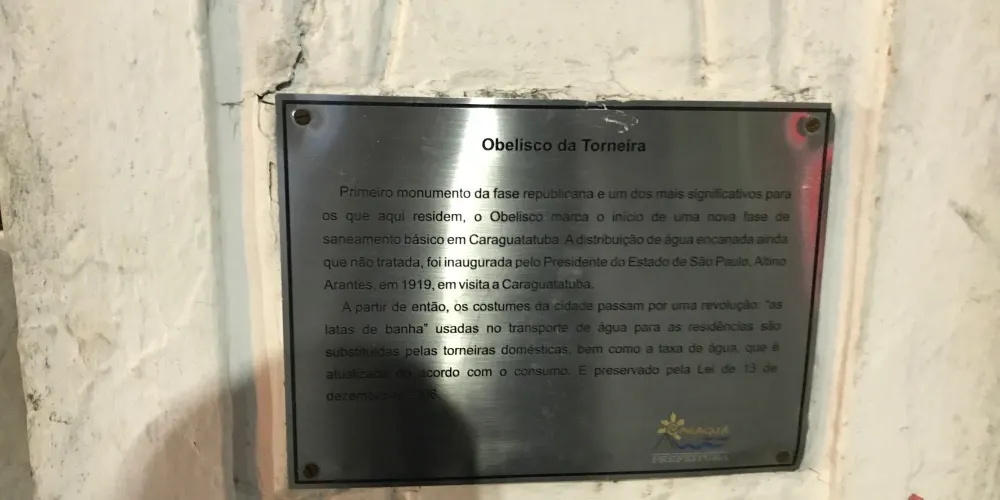 Obelisco da Torneira
Primeiro monumento da fase republicana e um dos mais significativos para
os que aqui residem, o Obelisco marca o início de uma nova fase de
saneamento básico em Caraguatatuba. A distribuição de água encanada ainda
que não tratada, foi inaugurada pelo Presidente do Estado de São Paulo, Altino
Arantes, em 1919, em visita a Caraguatatuba.
A partir de então, os costumes da cidade passam por uma revolução: "as
latas de banha" usadas no transporte de água para as residências são
substituídas pelas torneiras domésticas, bem como a taxa de água, que é
atualizada de acordo com o consumo. É preservado pela Lei de 13 de
dezembro de
CARAGUÁ
PREFEITURA